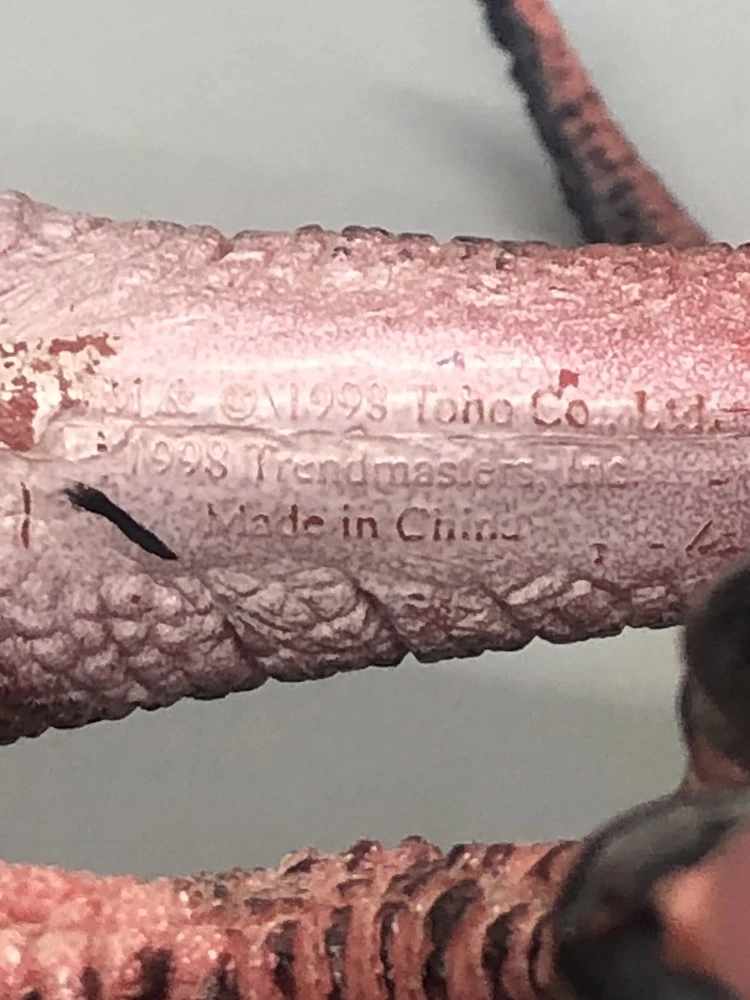 M & ©\1998 Toho Co., Ltd.
1998 Trendmasters, Inc.
Made in China